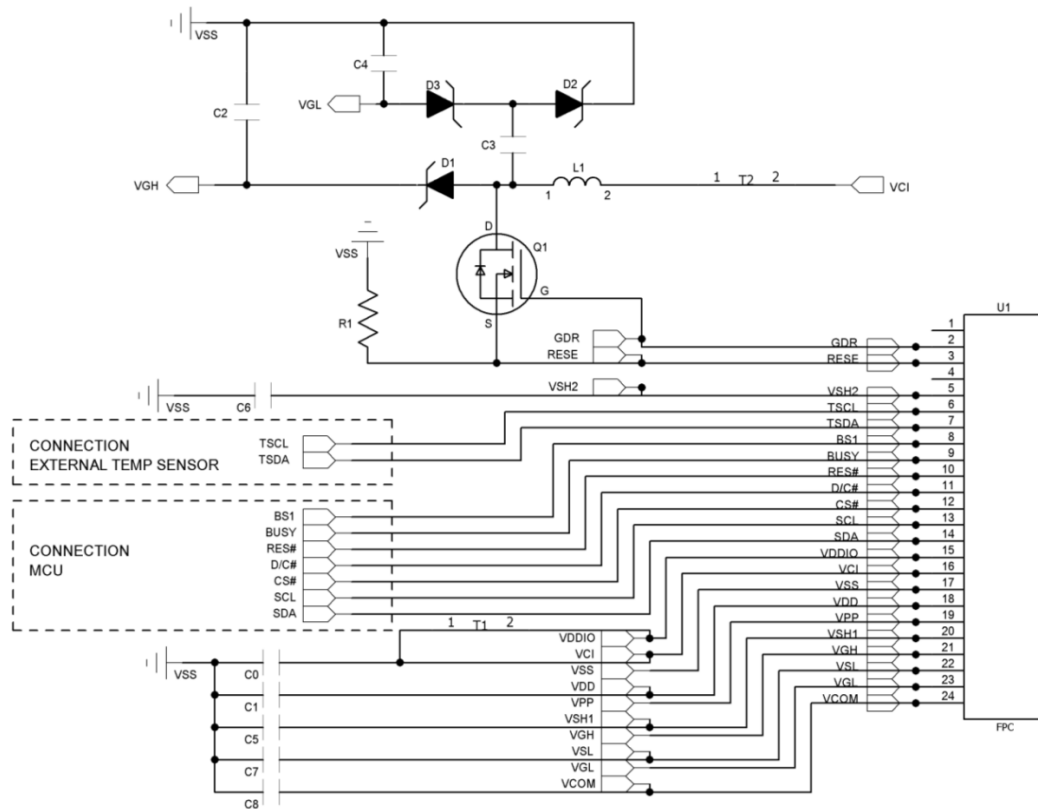 VSS
C4
D3
D2
VGL
C2
C3
D1
L1
VGH
1 2
1 T2 2
VCI
D
Q1
VSS
G
R1
S
U1
GDR
RESE
VSH2
VSS
C6
CONNECTION
EXTERNAL TEMP SENSOR
TSCL
TSDA
CONNECTION
MCU
BS1
BUSY
RES#
D/C#
CS#
SCL
SDA
1 T1 2
VDDIO
VCI
VSS
VDD
VPP
VSH1
VGH
VSL
VGL
VCOM
VSS
C0
C1
C5
C7
C8
1
GDR 2
RESE 3
4
VSH2 5
TSCL 6
TSDA 7
BS1 8
BUSY 9
RES# 10
D/C# 11
CS# 12
SCL 13
SDA 14
VDDIO 15
VCI 16
VSS 17
VDD 18
VPP 19
VSH1 20
VGH 21
VSL 22
VGL 23
VCOM 24
FPC